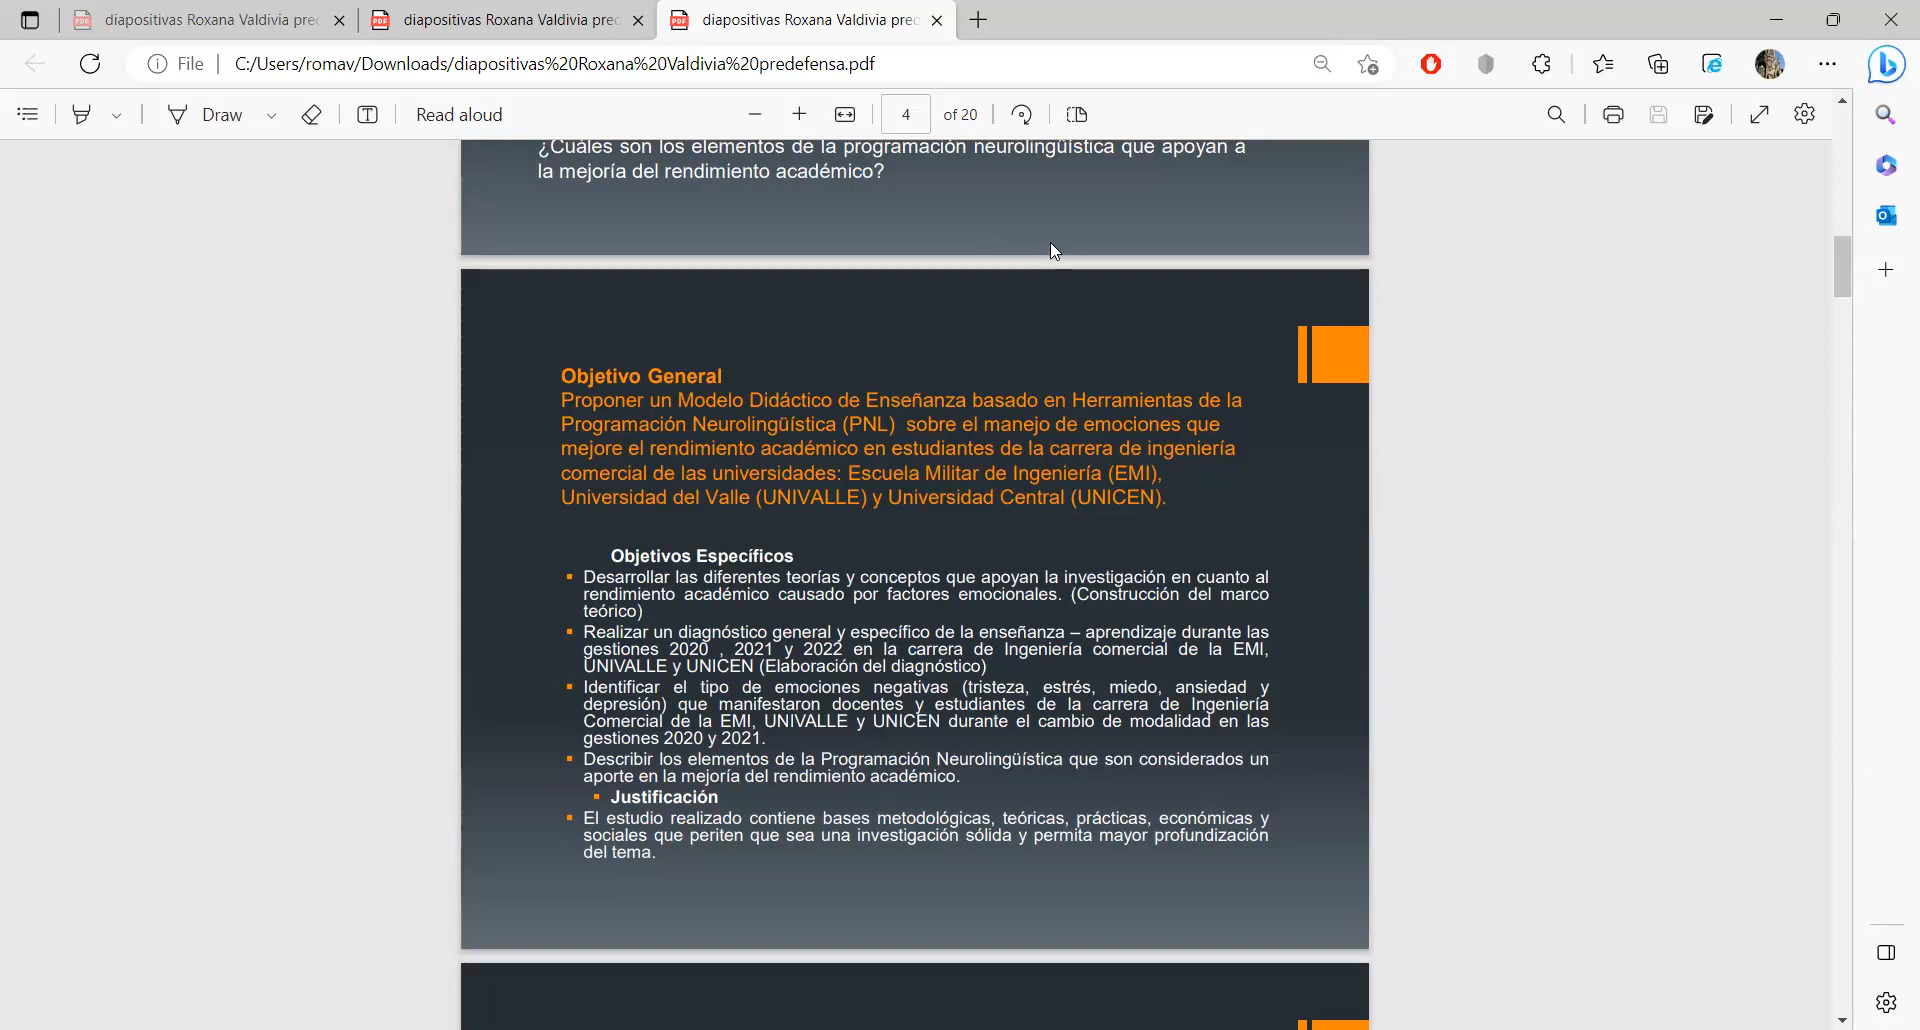 diapositivas Roxana Valdivia pre
diapositivas Roxana Valdivia pred
diapositivas Roxana Valdivia pred
File
C:/Users/romav/Downloads/diapositivas%20Roxana%20Valdivia%20predefensa.pdf
Draw
Read aloud
4
of 20
¿Cuáles son los elementos de la programación neurolingüística que apoyan a
la mejoría del rendimiento académico?
Objetivo General
Proponer un Modelo Didáctico de Enseñanza basado en Herramientas de la
Programación Neurolingüística (PNL) sobre el manejo de emociones que
mejore el rendimiento académico en estudiantes de la carrera de ingeniería
comercial de las universidades: Escuela Militar de Ingeniería (EMI),
Universidad del Valle (UNIVALLE) y Universidad Central (UNICEN).
Objetivos Específicos
Desarrollar las diferentes teorías y conceptos que apoyan la investigación en cuanto al
rendimiento académico causado por factores emocionales. (Construcción del marco
teórico)
Realizar un diagnóstico general y específico de la enseñanza – aprendizaje durante las
gestiones 2020 , 2021 y 2022 en la carrera de Ingeniería comercial de la EMI,
UNIVALLE y UNICEN (Elaboración del diagnóstico)
Identificar el tipo de emociones negativas (tristeza, estrés, miedo, ansiedad y
depresión) que manifestaron docentes y estudiantes de la carrera de Ingeniería
Comercial de la EMI, UNIVALLE y UNICEN durante el cambio de modalidad en las
gestiones 2020 y 2021.
Describir los elementos de la Programación Neurolingüística que son considerados un
aporte en la mejoría del rendimiento académico.
Justificación
El estudio realizado contiene bases metodológicas, teóricas, prácticas, económicas y
sociales que periten que sea una investigación sólida y permita mayor profundización
del tema.